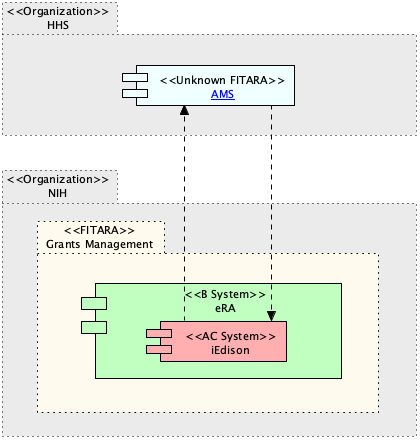 <<Organization>>
HHS
<<Unknown FITARA>>
AMS
<<Organization>>
NIH
<<FITARA>>
Grants Management
<<B System>>
eRA
<<AC System>>
iEdison